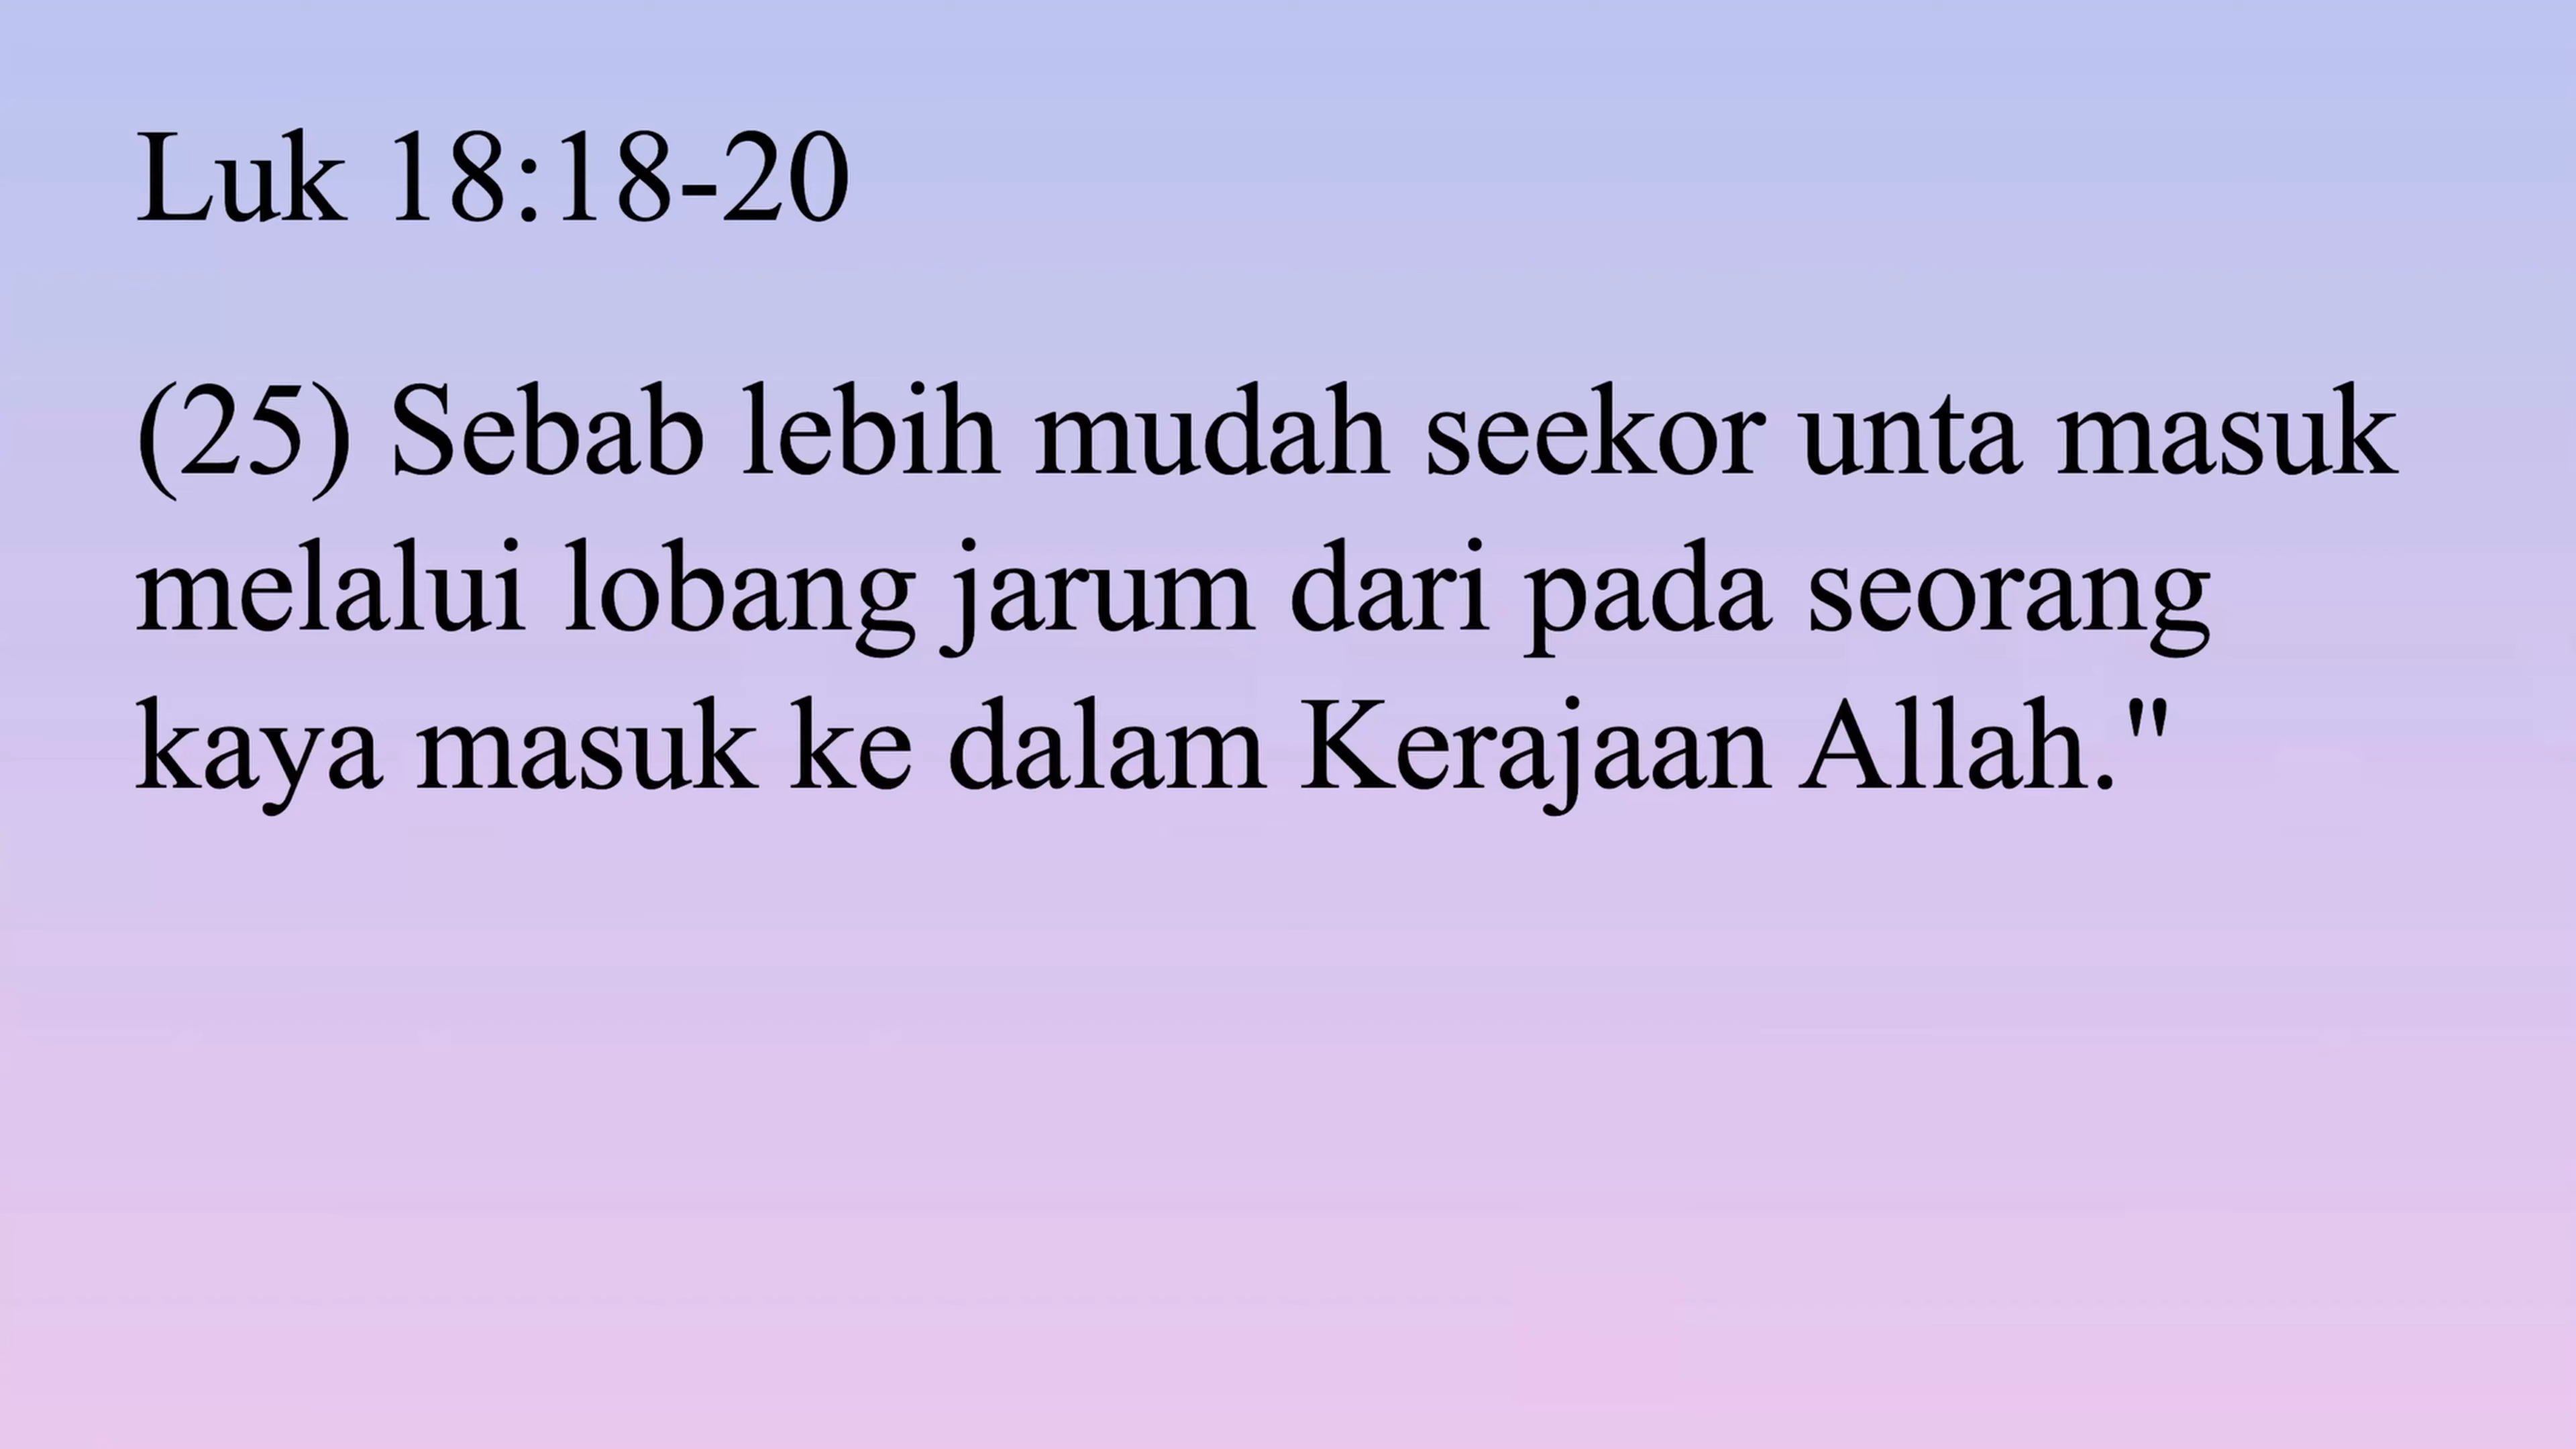 Luk 18:18-20
(25) Sebab lebih mudah seekor unta masuk
melalui lobang jarum dari pada seorang
kaya masuk ke dalam Kerajaan Allah."